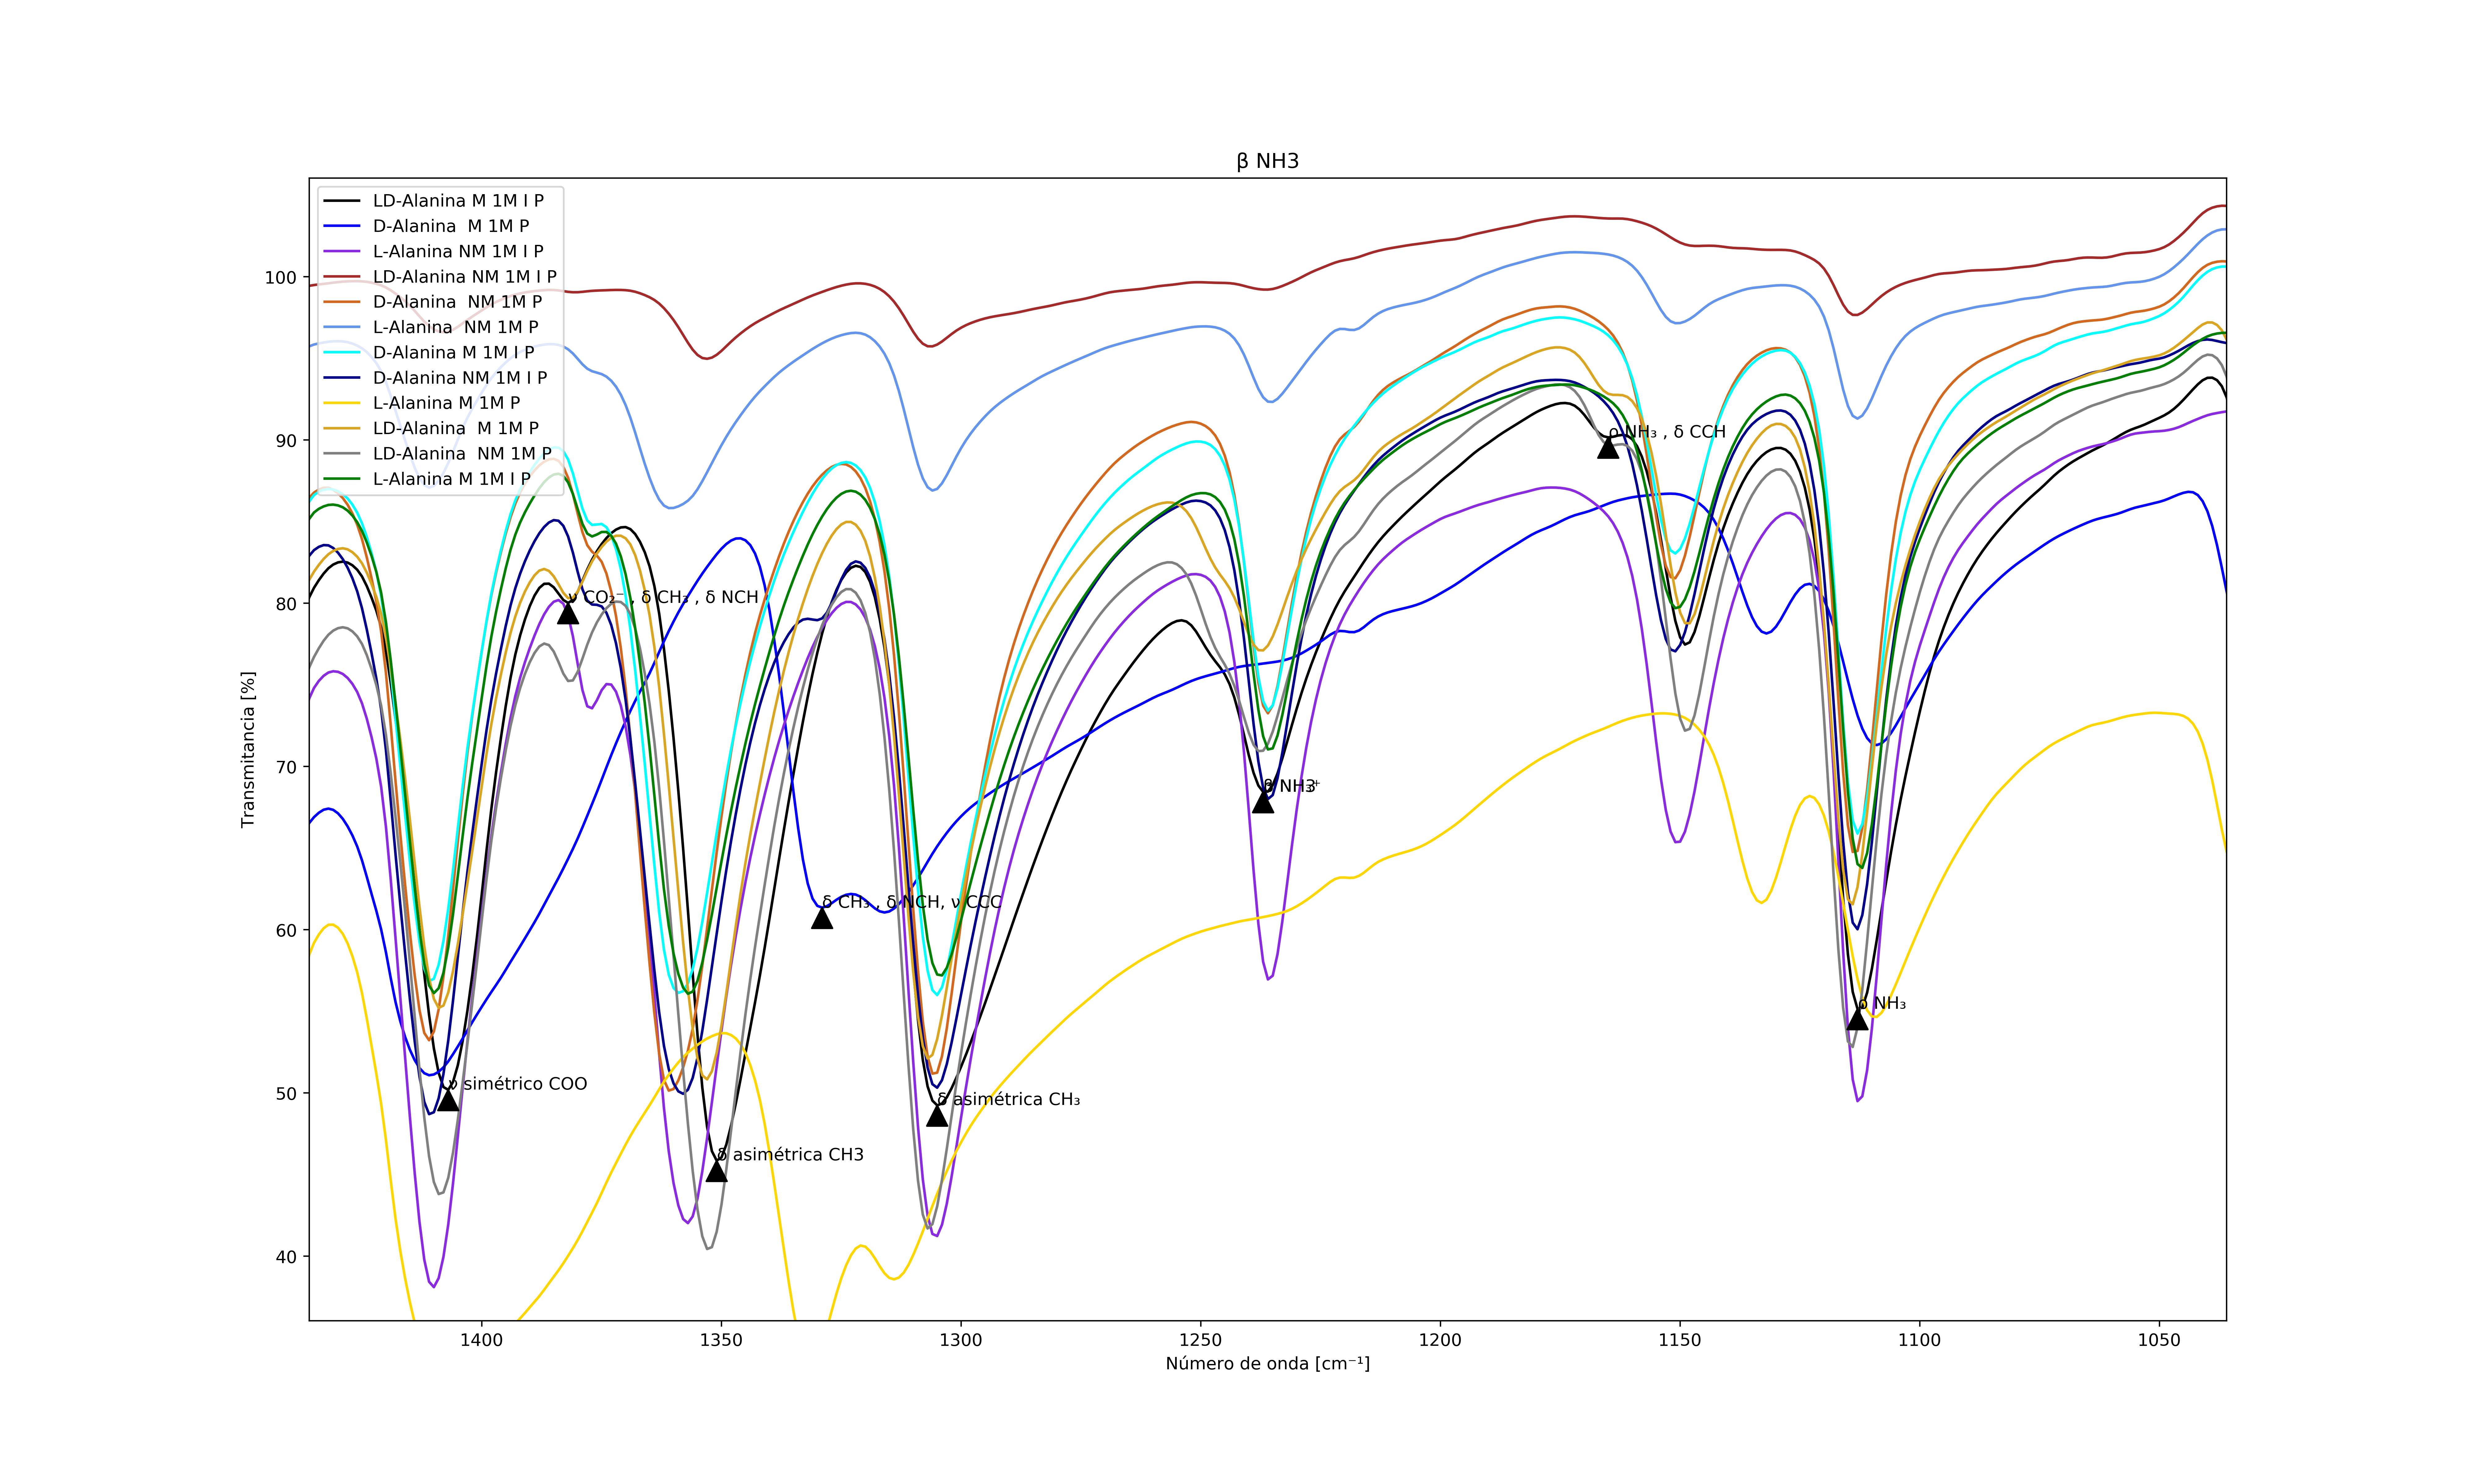 β NH3
LD-Alanina M 1M I P
D-Alanina  M 1M P
L-Alanina NM 1M I P
LD-Alanina NM 1M I P
D-Alanina  NM 1M P
L-Alanina  NM 1M P
D-Alanina M 1M I P
D-Alanina NM 1M I P
L-Alanina M 1M P
LD-Alanina  M 1M P
LD-Alanina  NM 1M P
L-Alanina M 1M I P
100
90
80
70
60
50
40
Transmitancia [%]
ρ NH₃ , δ CCH
ν CO₂⁻ , δ CH₃ , δ NCH
δ CH₃ , δ NCH, ν CCC
ρ NH₃
ν simétrico COO
δ asimétrica CH₃
δ asimétrica CH3
1400
1350
1300
1250
1200
1150
1100
1050
Número de onda [cm⁻¹]